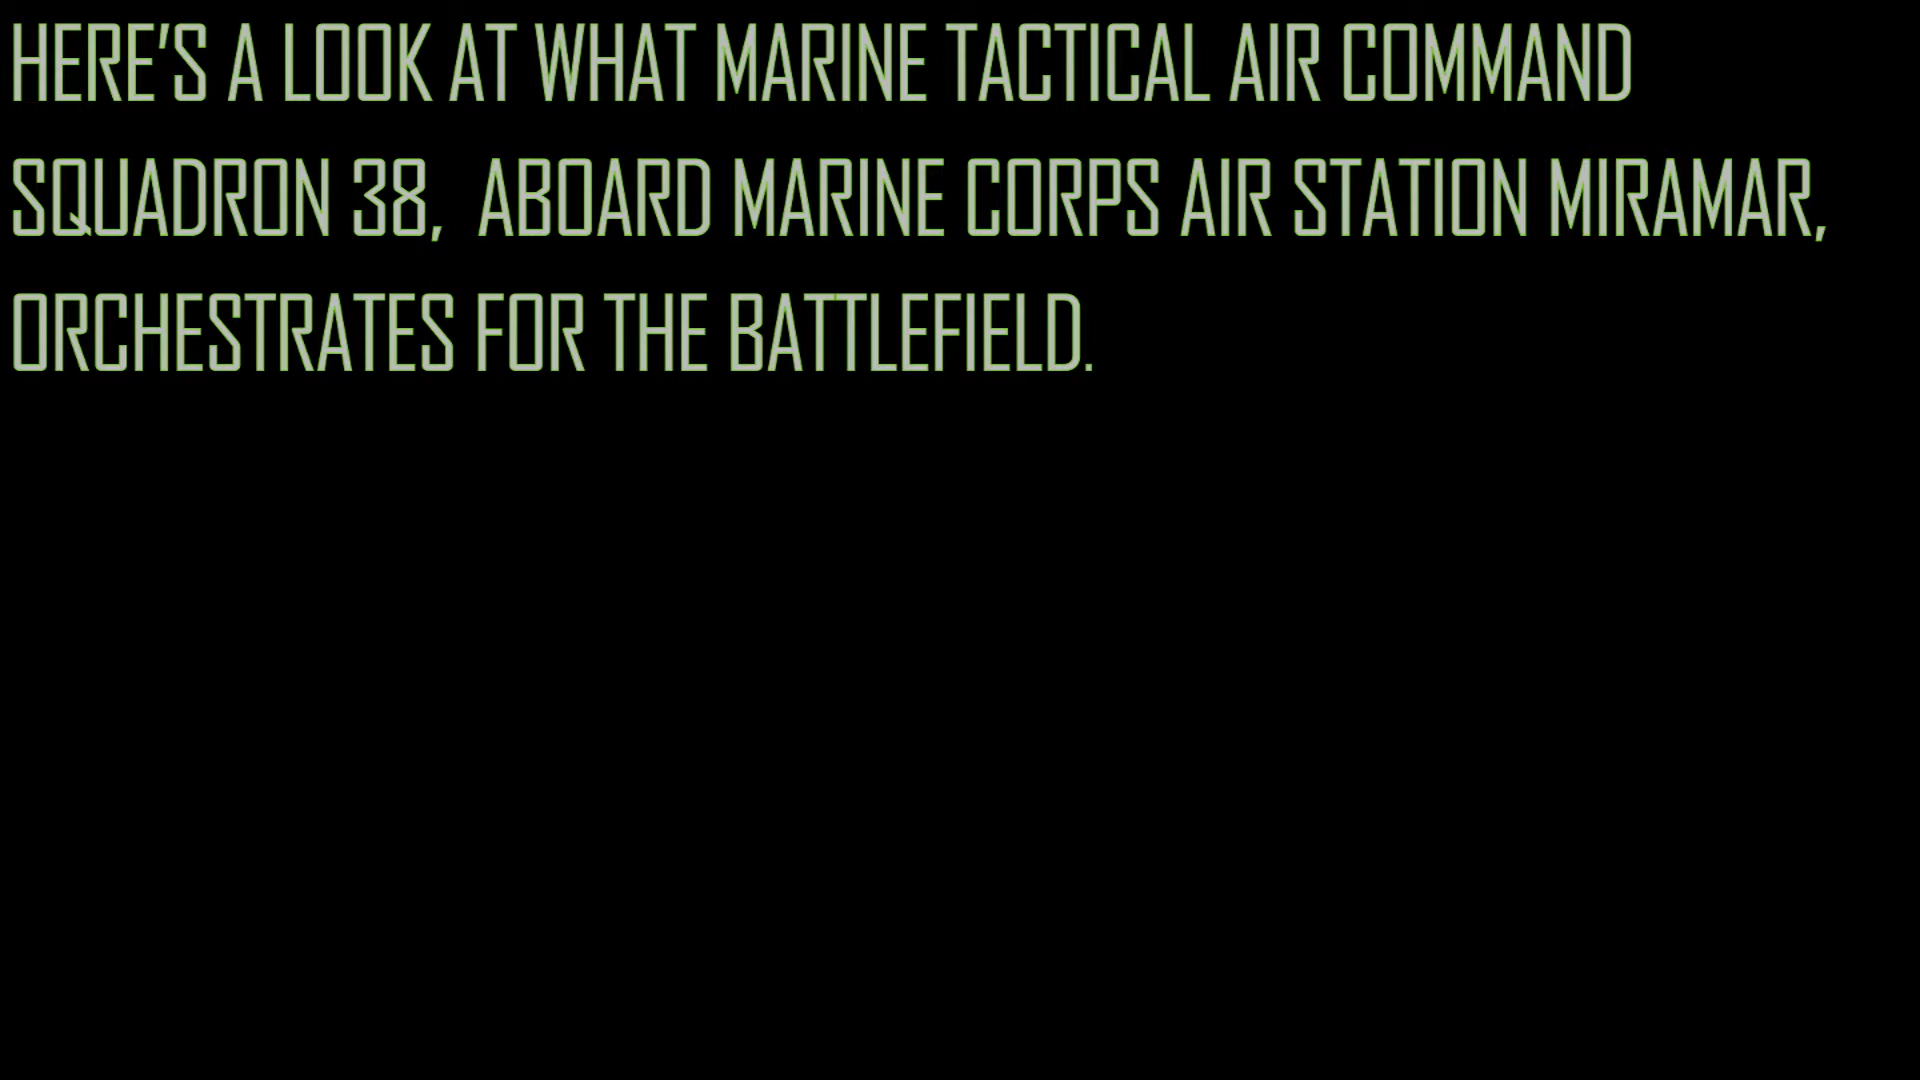 HERE'S A LOOK AT WHAT MARINE TACTICAL AIR COMMAND
SQUADRON 38,  ABOARD MARINE CORPS AIR STATION MIRAMAR,
ORCHESTRATES FOR THE BATTLEFIELD.